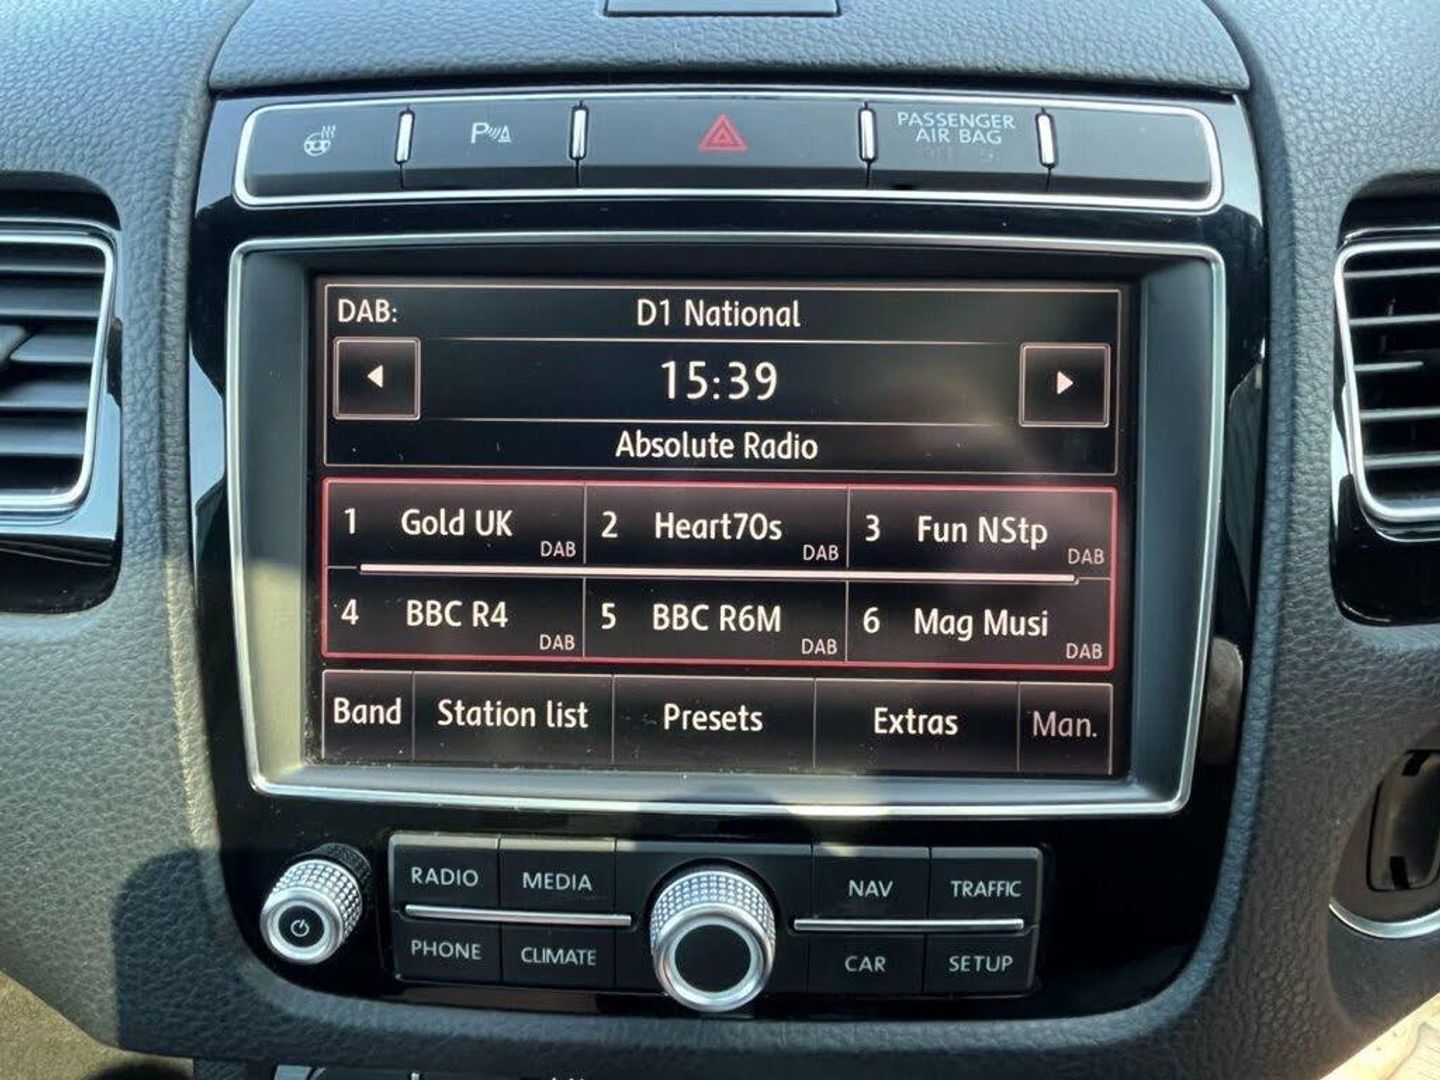 P
PASSENGER
AIR BAG
DAB: D1 National
15:39
Absolute Radio
1 Gold UK DAB 2 Heart70s DAB 3 Fun NStp DAB
4 BBC R4 DAB 5 BBC R6M DAB 6 Mag Musi DAB
Band Station list Presets Extras Man.
RADIO MEDIA NAV TRAFFIC
PHONE CLIMATE CAR SETUP